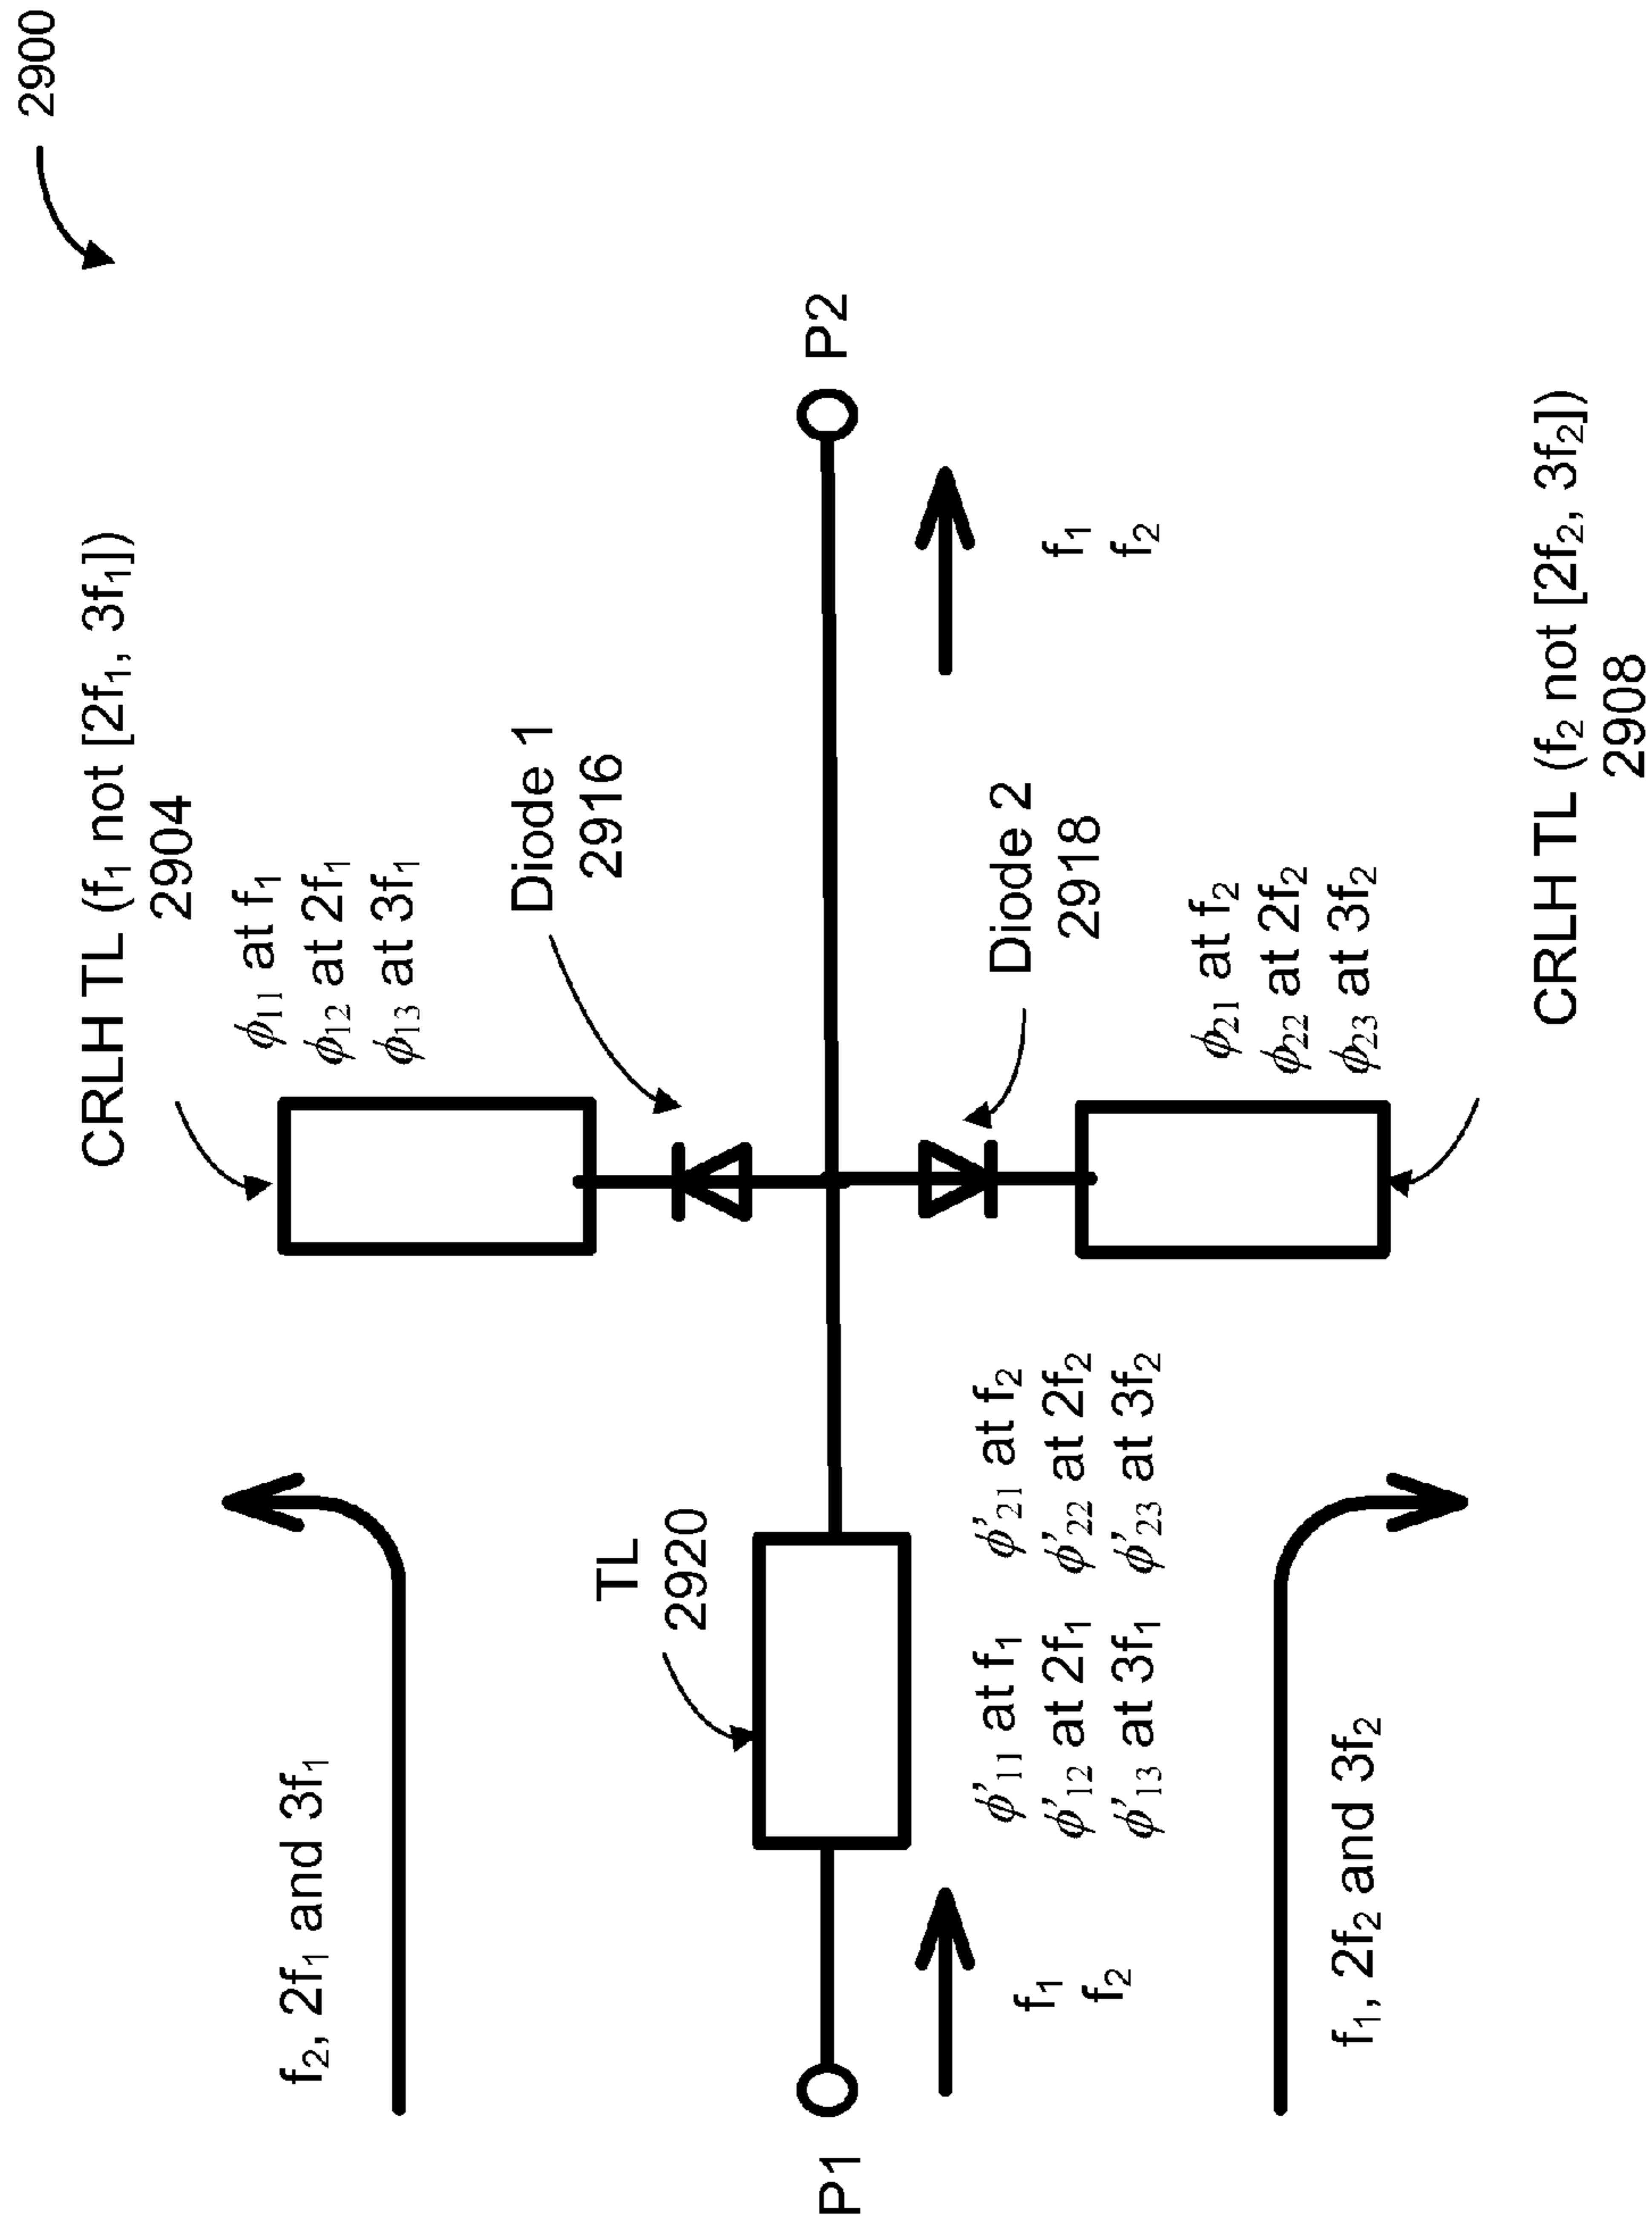 2900
CRLH TL (f₁ not [2f₁, 3f₁])
2904
ϕ₁₁ at f₁
ϕ₁₂ at 2f₁
ϕ₁₃ at 3f₁
f₂, 2f₁ and 3f₁
Diode 1
2916
TL
2920
P1
P2
f₁
f₂
ϕ'₁₁ at f₁
ϕ'₁₂ at 2f₁
ϕ'₁₃ at 3f₁
ϕ'₂₁ at f₂
ϕ'₂₂ at 2f₂
ϕ'₂₃ at 3f₂
Diode 2
2918
f₁
f₂
ϕ₂₁ at f₂
ϕ₂₂ at 2f₂
ϕ₂₃ at 3f₂
f₁, 2f₂ and 3f₂
CRLH TL (f₂ not [2f₂, 3f₂])
2908